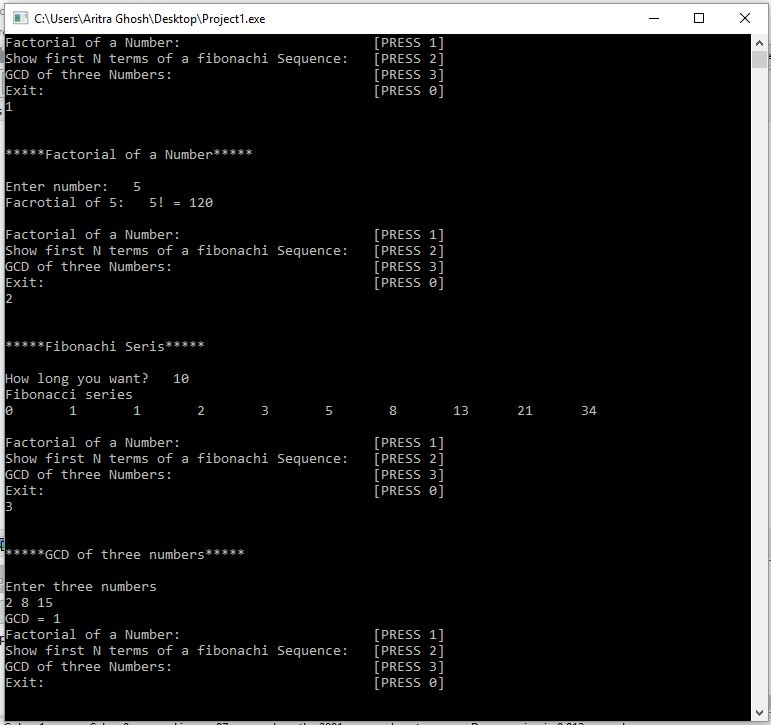 C:\Users\Aritra Ghosh\Desktop\Project1.exe
Factorial of a Number: [PRESS 1]
Show first N terms of a fibonachi Sequence: [PRESS 2]
GCD of three Numbers: [PRESS 3]
Exit: [PRESS 0]
1
*****Factorial of a Number*****
Enter number: 5
Facrotial of 5: 5! = 120
Factorial of a Number: [PRESS 1]
Show first N terms of a fibonachi Sequence: [PRESS 2]
GCD of three Numbers: [PRESS 3]
Exit: [PRESS 0]
2
*****Fibonachi Seris*****
How long you want? 10
Fibonacci series
0 1 1 2 3 5 8 13 21 34
Factorial of a Number: [PRESS 1]
Show first N terms of a fibonachi Sequence: [PRESS 2]
GCD of three Numbers: [PRESS 3]
Exit: [PRESS 0]
3
*****GCD of three numbers*****
Enter three numbers
2 8 15
GCD = 1
Factorial of a Number: [PRESS 1]
Show first N terms of a fibonachi Sequence: [PRESS 2]
GCD of three Numbers: [PRESS 3]
Exit: [PRESS 0]